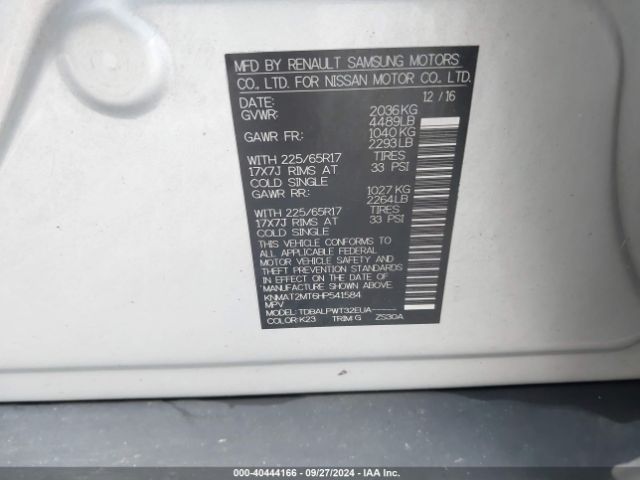 MFD BY RENAULT SAMSUNG MOTORS
CO., LTD. FOR NISSAN MOTOR CO., LTD.
DATE: 12/16
GVWR: 2036KG
4489LB
GAWR FR: 1040KG
2293LB
WITH 225/65R17 TIRES
17X7J RIMS AT 33 PSI
COLD SINGLE
GAWR RR: 1027 KG
2264LB
WITH 225/65R17 TIRES
17X7J RIMS AT 33 PSI
COLD SINGLE
THIS VEHICLE CONFORMS TO
ALL APPLICABLE FEDERAL
MOTOR VEHICLE SAFETY AND
THEFT PREVENTION STANDARDS
IN EFFECT ON THE DATE OF
MANUFACTURE SHOWN ABOVE.
KNMAT2MT6HP541584
MPV
MODEL: TDBALPWT32EUA
COLOR: K23 TRIM: G ZS30A
000-40444166 • 09/27/2024 - IAA Inc.